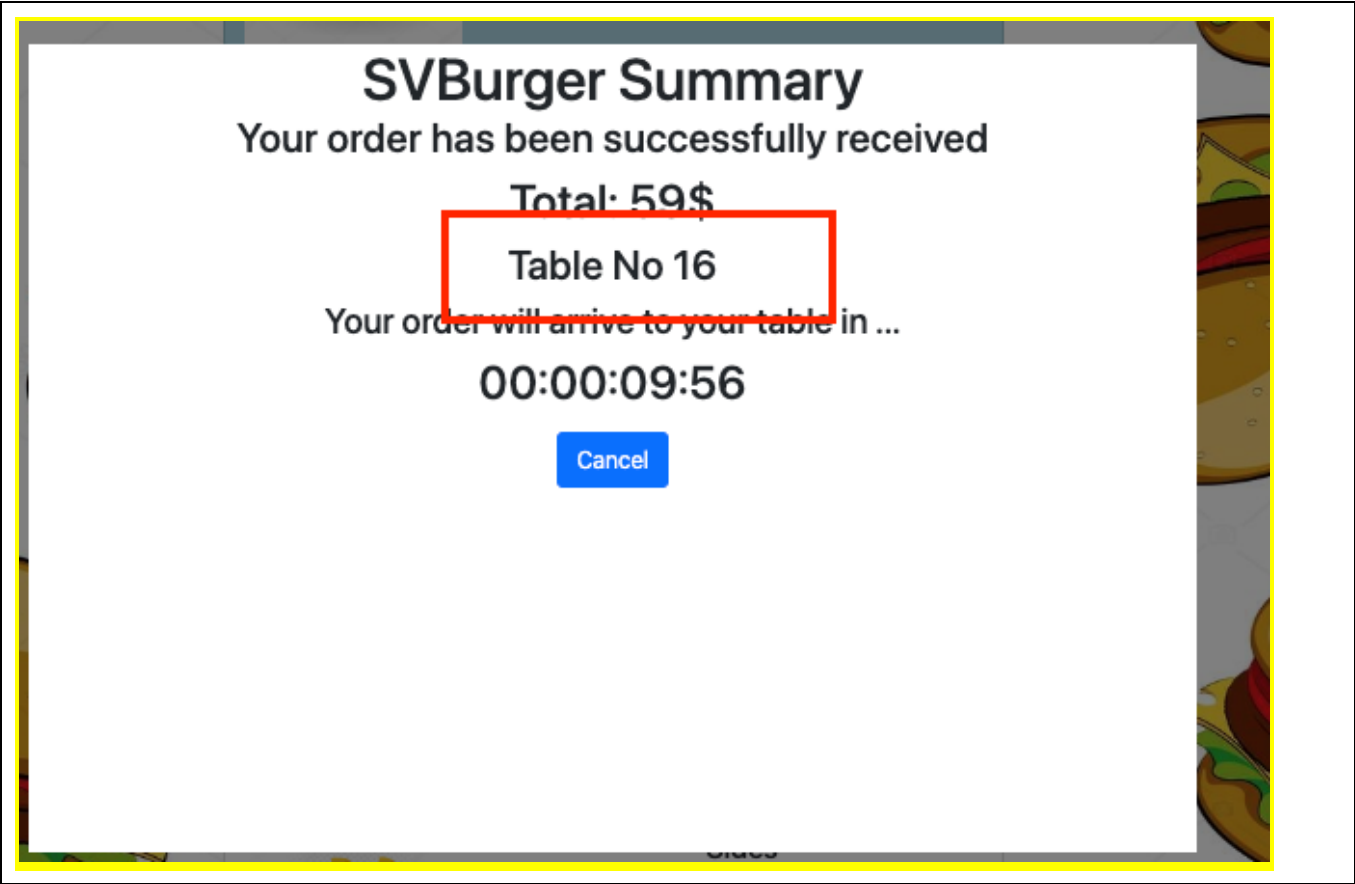 SVBurger Summary
Your order has been successfully received
Total: 59$
Table No 16
Your order will arrive to your table in ...
00:00:09:56
Cancel
Sides